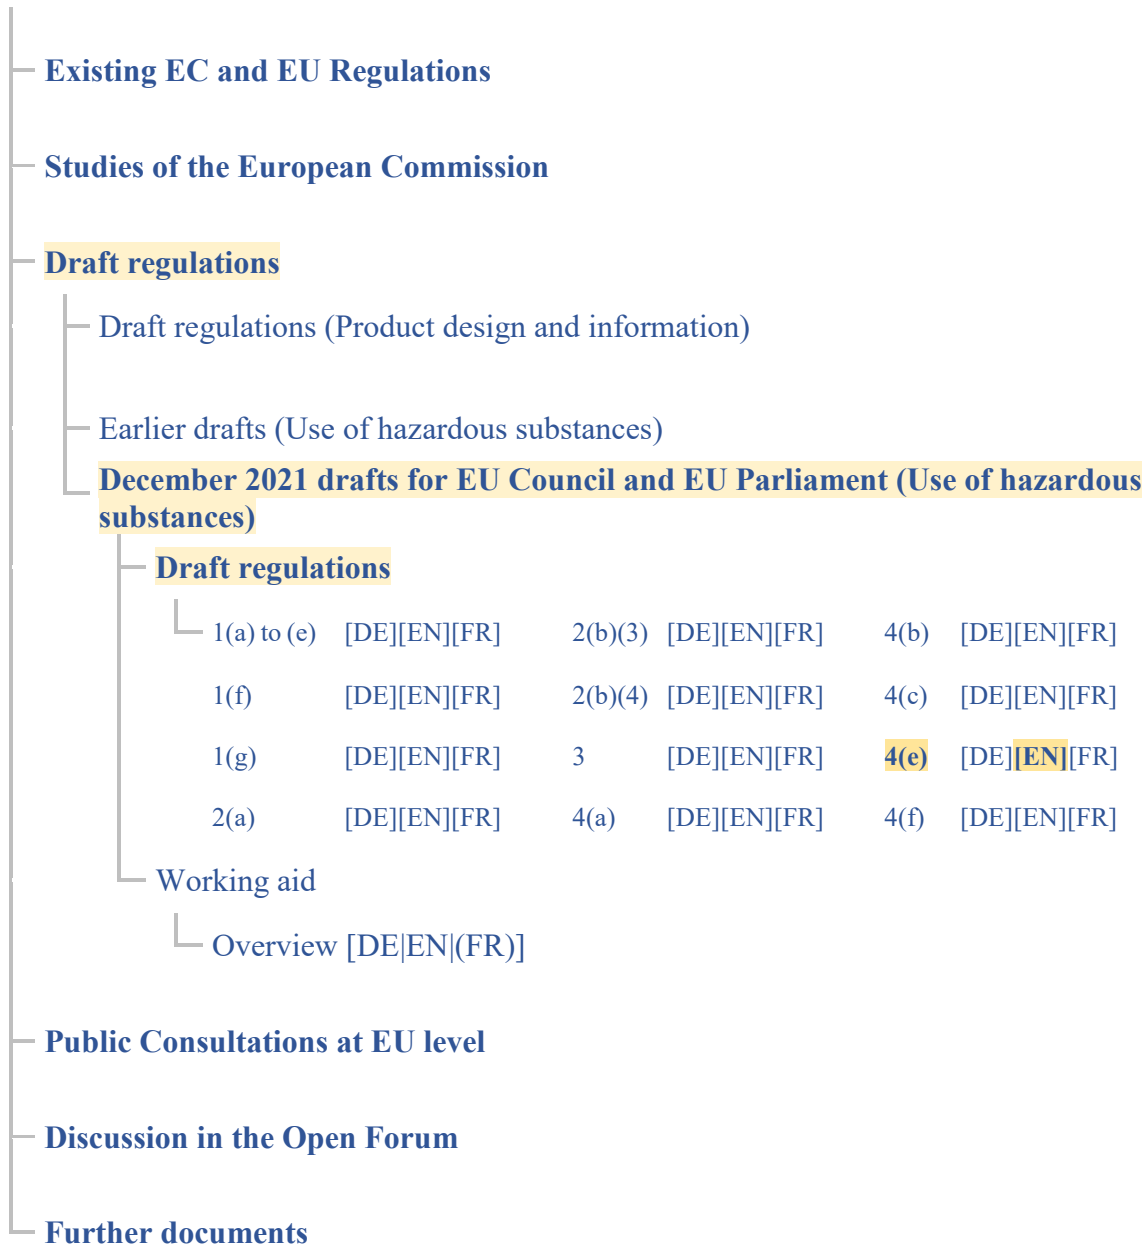 Existing EC and EU Regulations
Studies of the European Commission
Draft regulations
Draft regulations (Product design and information)
Earlier drafts (Use of hazardous substances)
December 2021 drafts for EU Council and EU Parliament (Use of hazardous
substances)
Draft regulations
1(a) to (e) [DE][EN][FR] 2(b)(3) [DE][EN][FR] 4(b) [DE][EN][FR]
1(f) [DE][EN][FR] 2(b)(4) [DE][EN][FR] 4(c) [DE][EN][FR]
1(g) [DE][EN][FR] 3 [DE][EN][FR] 4(e) [DE][EN][FR]
2(a) [DE][EN][FR] 4(a) [DE][EN][FR] 4(f) [DE][EN][FR]
Working aid
Overview [DE|EN|(FR)]
Public Consultations at EU level
Discussion in the Open Forum
Further documents